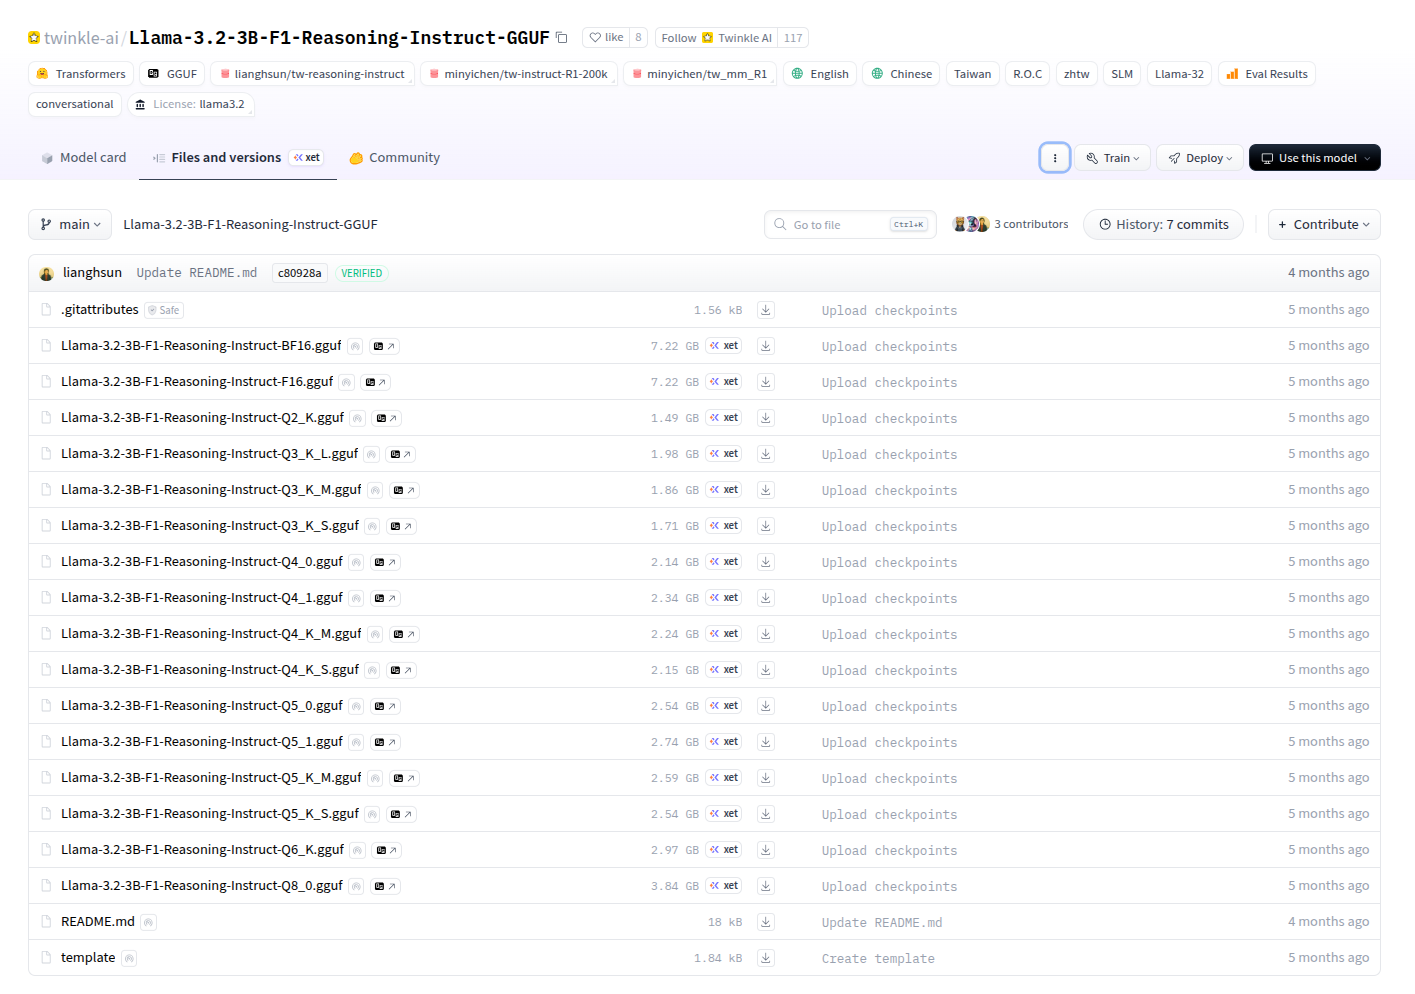 twinkle-ai/Llama-3.2-3B-F1-Reasoning-Instruct-GGUF like 8 Follow Twinkle AI 117
Transformers GGUF lianghsun/tw-reasoning-instruct minyichen/tw-instruct-R1-200k minyichen/tw_mm_R1 English Chinese Taiwan R.O.C zhtw SLM Llama-32 Eval Results
conversational License: llama3.2
Model card Files and versions xet Community Train Deploy Use this model
main Llama-3.2-3B-F1-Reasoning-Instruct-GGUF Go to file Ctrl+K 3 contributors History: 7 commits + Contribute
lianghsun Update README.md c80928a VERIFIED 4 months ago
.gitattributes Safe 1.56 kB Upload checkpoints 5 months ago
Llama-3.2-3B-F1-Reasoning-Instruct-BF16.gguf 7.22 GB xet Upload checkpoints 5 months ago
Llama-3.2-3B-F1-Reasoning-Instruct-F16.gguf 7.22 GB xet Upload checkpoints 5 months ago
Llama-3.2-3B-F1-Reasoning-Instruct-Q2_K.gguf 1.49 GB xet Upload checkpoints 5 months ago
Llama-3.2-3B-F1-Reasoning-Instruct-Q3_K_L.gguf 1.98 GB xet Upload checkpoints 5 months ago
Llama-3.2-3B-F1-Reasoning-Instruct-Q3_K_M.gguf 1.86 GB xet Upload checkpoints 5 months ago
Llama-3.2-3B-F1-Reasoning-Instruct-Q3_K_S.gguf 1.71 GB xet Upload checkpoints 5 months ago
Llama-3.2-3B-F1-Reasoning-Instruct-Q4_0.gguf 2.14 GB xet Upload checkpoints 5 months ago
Llama-3.2-3B-F1-Reasoning-Instruct-Q4_1.gguf 2.34 GB xet Upload checkpoints 5 months ago
Llama-3.2-3B-F1-Reasoning-Instruct-Q4_K_M.gguf 2.24 GB xet Upload checkpoints 5 months ago
Llama-3.2-3B-F1-Reasoning-Instruct-Q4_K_S.gguf 2.15 GB xet Upload checkpoints 5 months ago
Llama-3.2-3B-F1-Reasoning-Instruct-Q5_0.gguf 2.54 GB xet Upload checkpoints 5 months ago
Llama-3.2-3B-F1-Reasoning-Instruct-Q5_1.gguf 2.74 GB xet Upload checkpoints 5 months ago
Llama-3.2-3B-F1-Reasoning-Instruct-Q5_K_M.gguf 2.59 GB xet Upload checkpoints 5 months ago
Llama-3.2-3B-F1-Reasoning-Instruct-Q5_K_S.gguf 2.54 GB xet Upload checkpoints 5 months ago
Llama-3.2-3B-F1-Reasoning-Instruct-Q6_K.gguf 2.97 GB xet Upload checkpoints 5 months ago
Llama-3.2-3B-F1-Reasoning-Instruct-Q8_0.gguf 3.84 GB xet Upload checkpoints 5 months ago
README.md 18 kB Update README.md 4 months ago
template 1.84 kB Create template 5 months ago